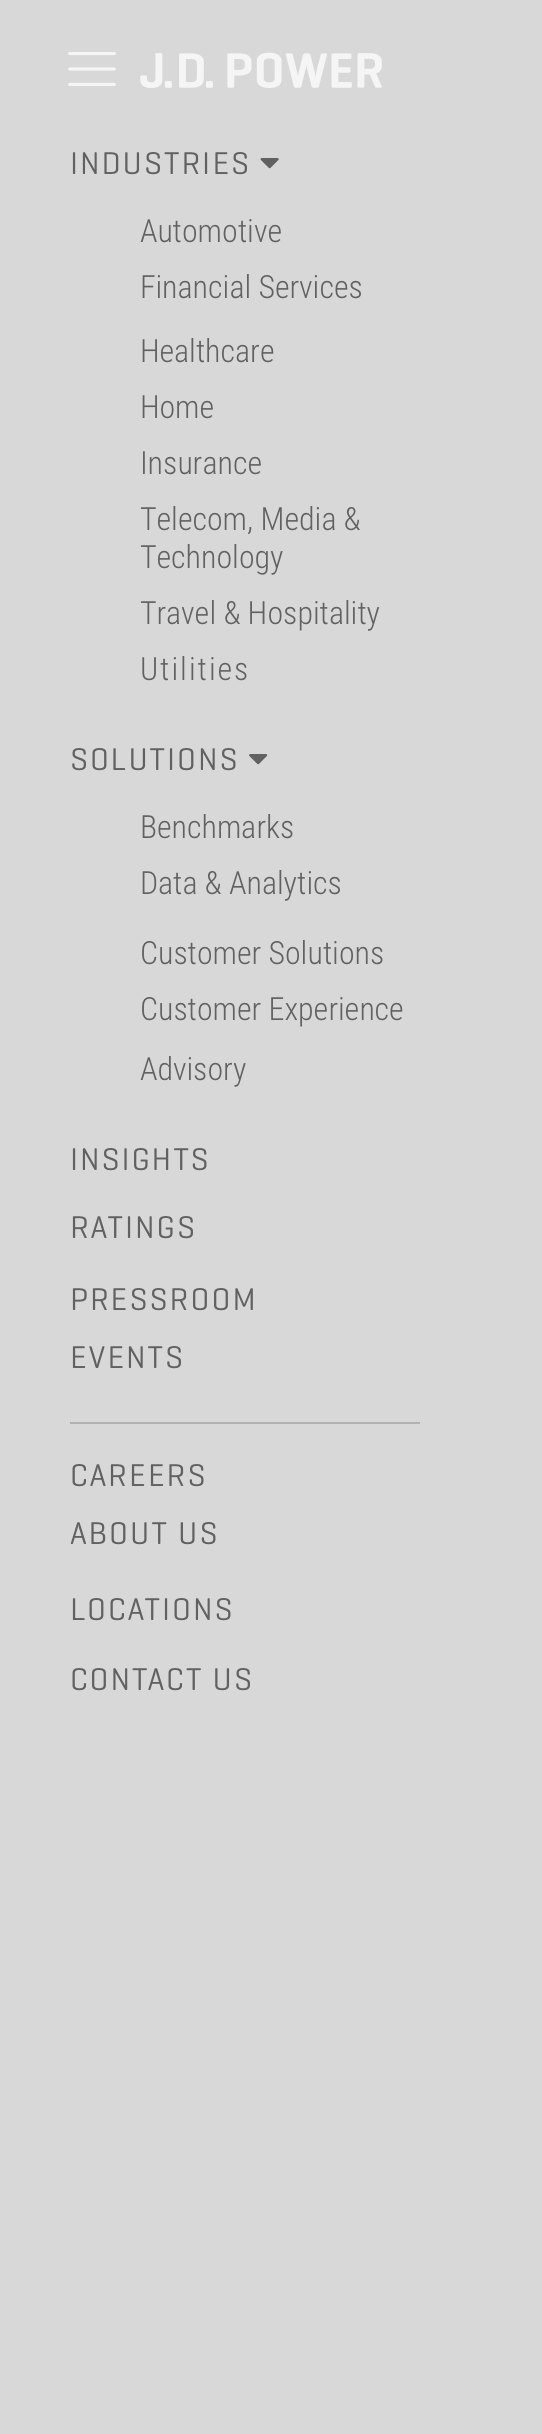 J.D. POWER
INDUSTRIES
Automotive
Financial Services
Healthcare
Home
Insurance
Telecom, Media &
Technology
Travel & Hospitality
Utilities
SOLUTIONS
Benchmarks
Data & Analytics
Customer Solutions
Customer Experience
Advisory
INSIGHTS
RATINGS
PRESSROOM
EVENTS
CAREERS
ABOUT US
LOCATIONS
CONTACT US